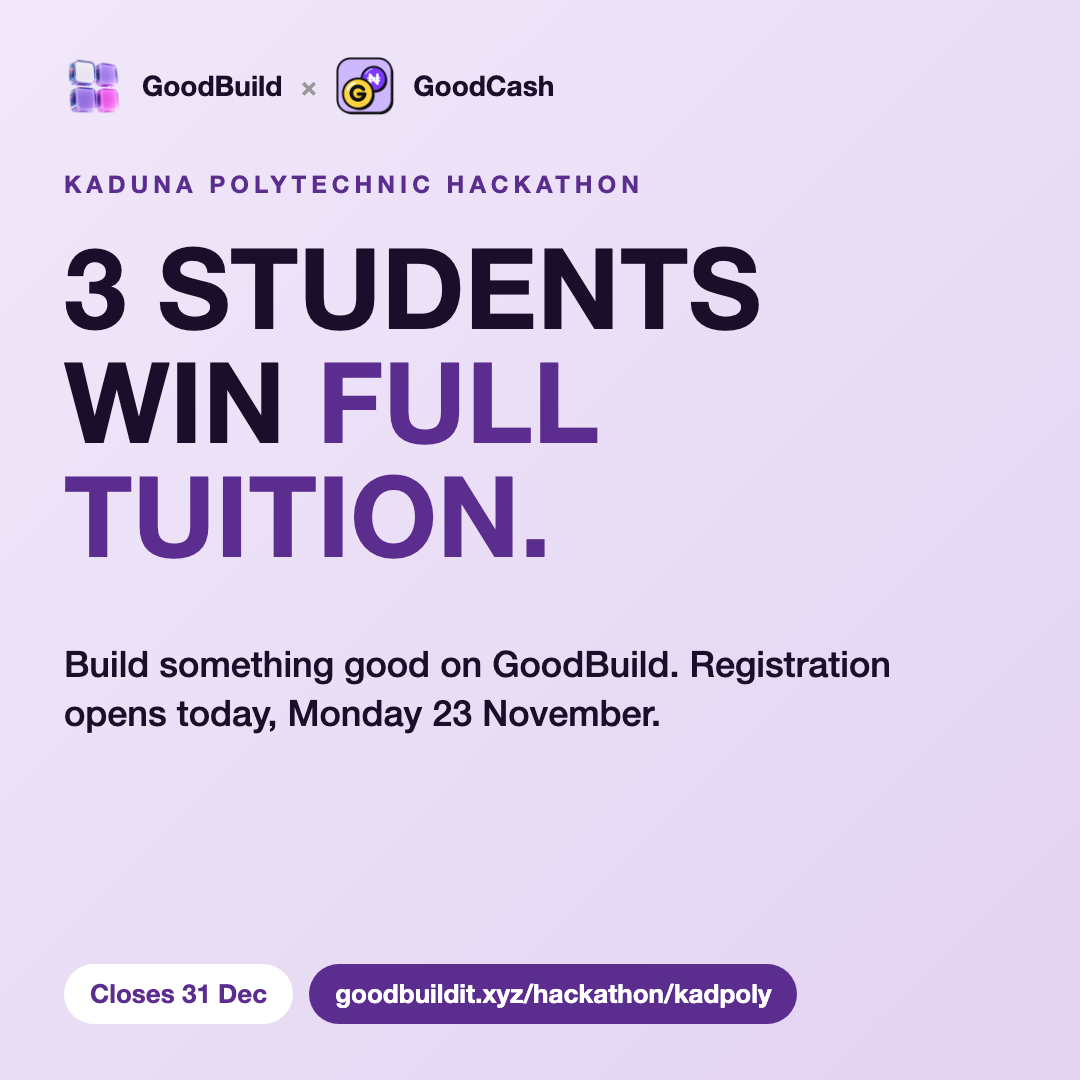 GoodBuild × GoodCash
KADUNA POLYTECHNIC HACKATHON
3 STUDENTS
WIN FULL
TUITION.
Build something good on GoodBuild. Registration
opens today, Monday 23 November.
Closes 31 Dec
goodbuildit.xyz/hackathon/kadpoly